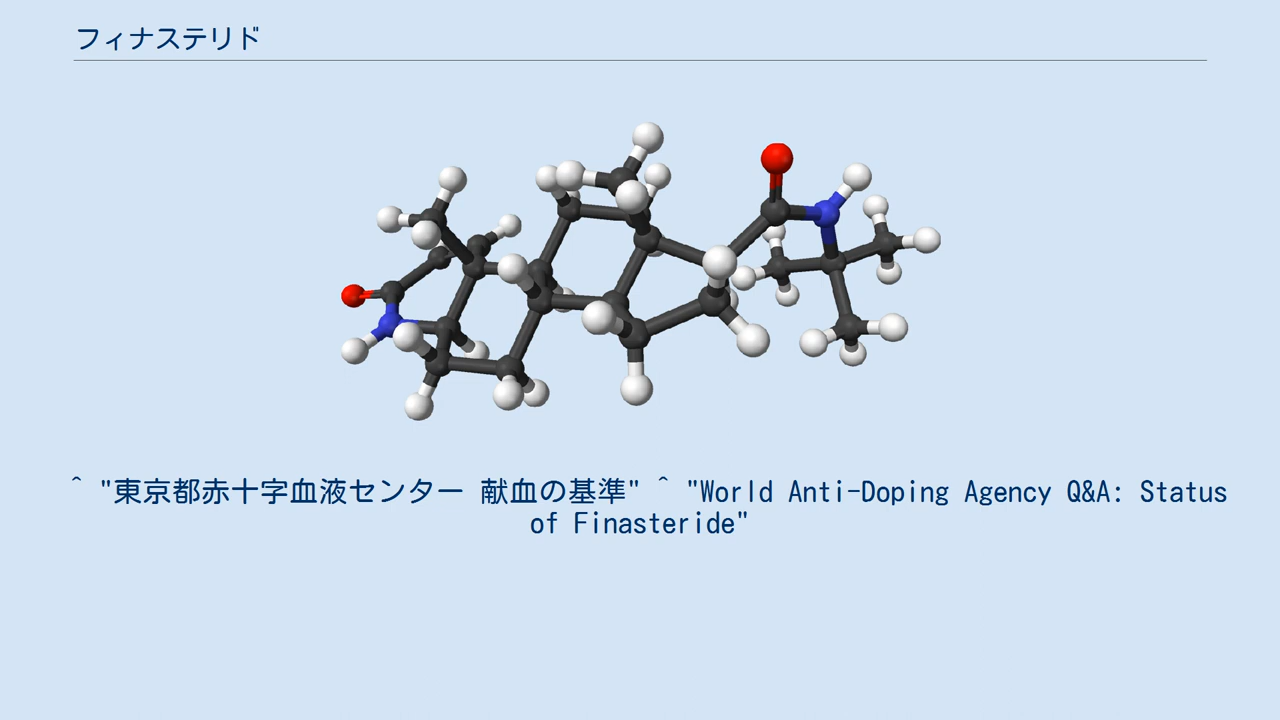 フィナステリド
^ "東京都赤十字血液センター 献血の基準" ^ "World Anti-Doping Agency Q&A: Status
of Finasteride"